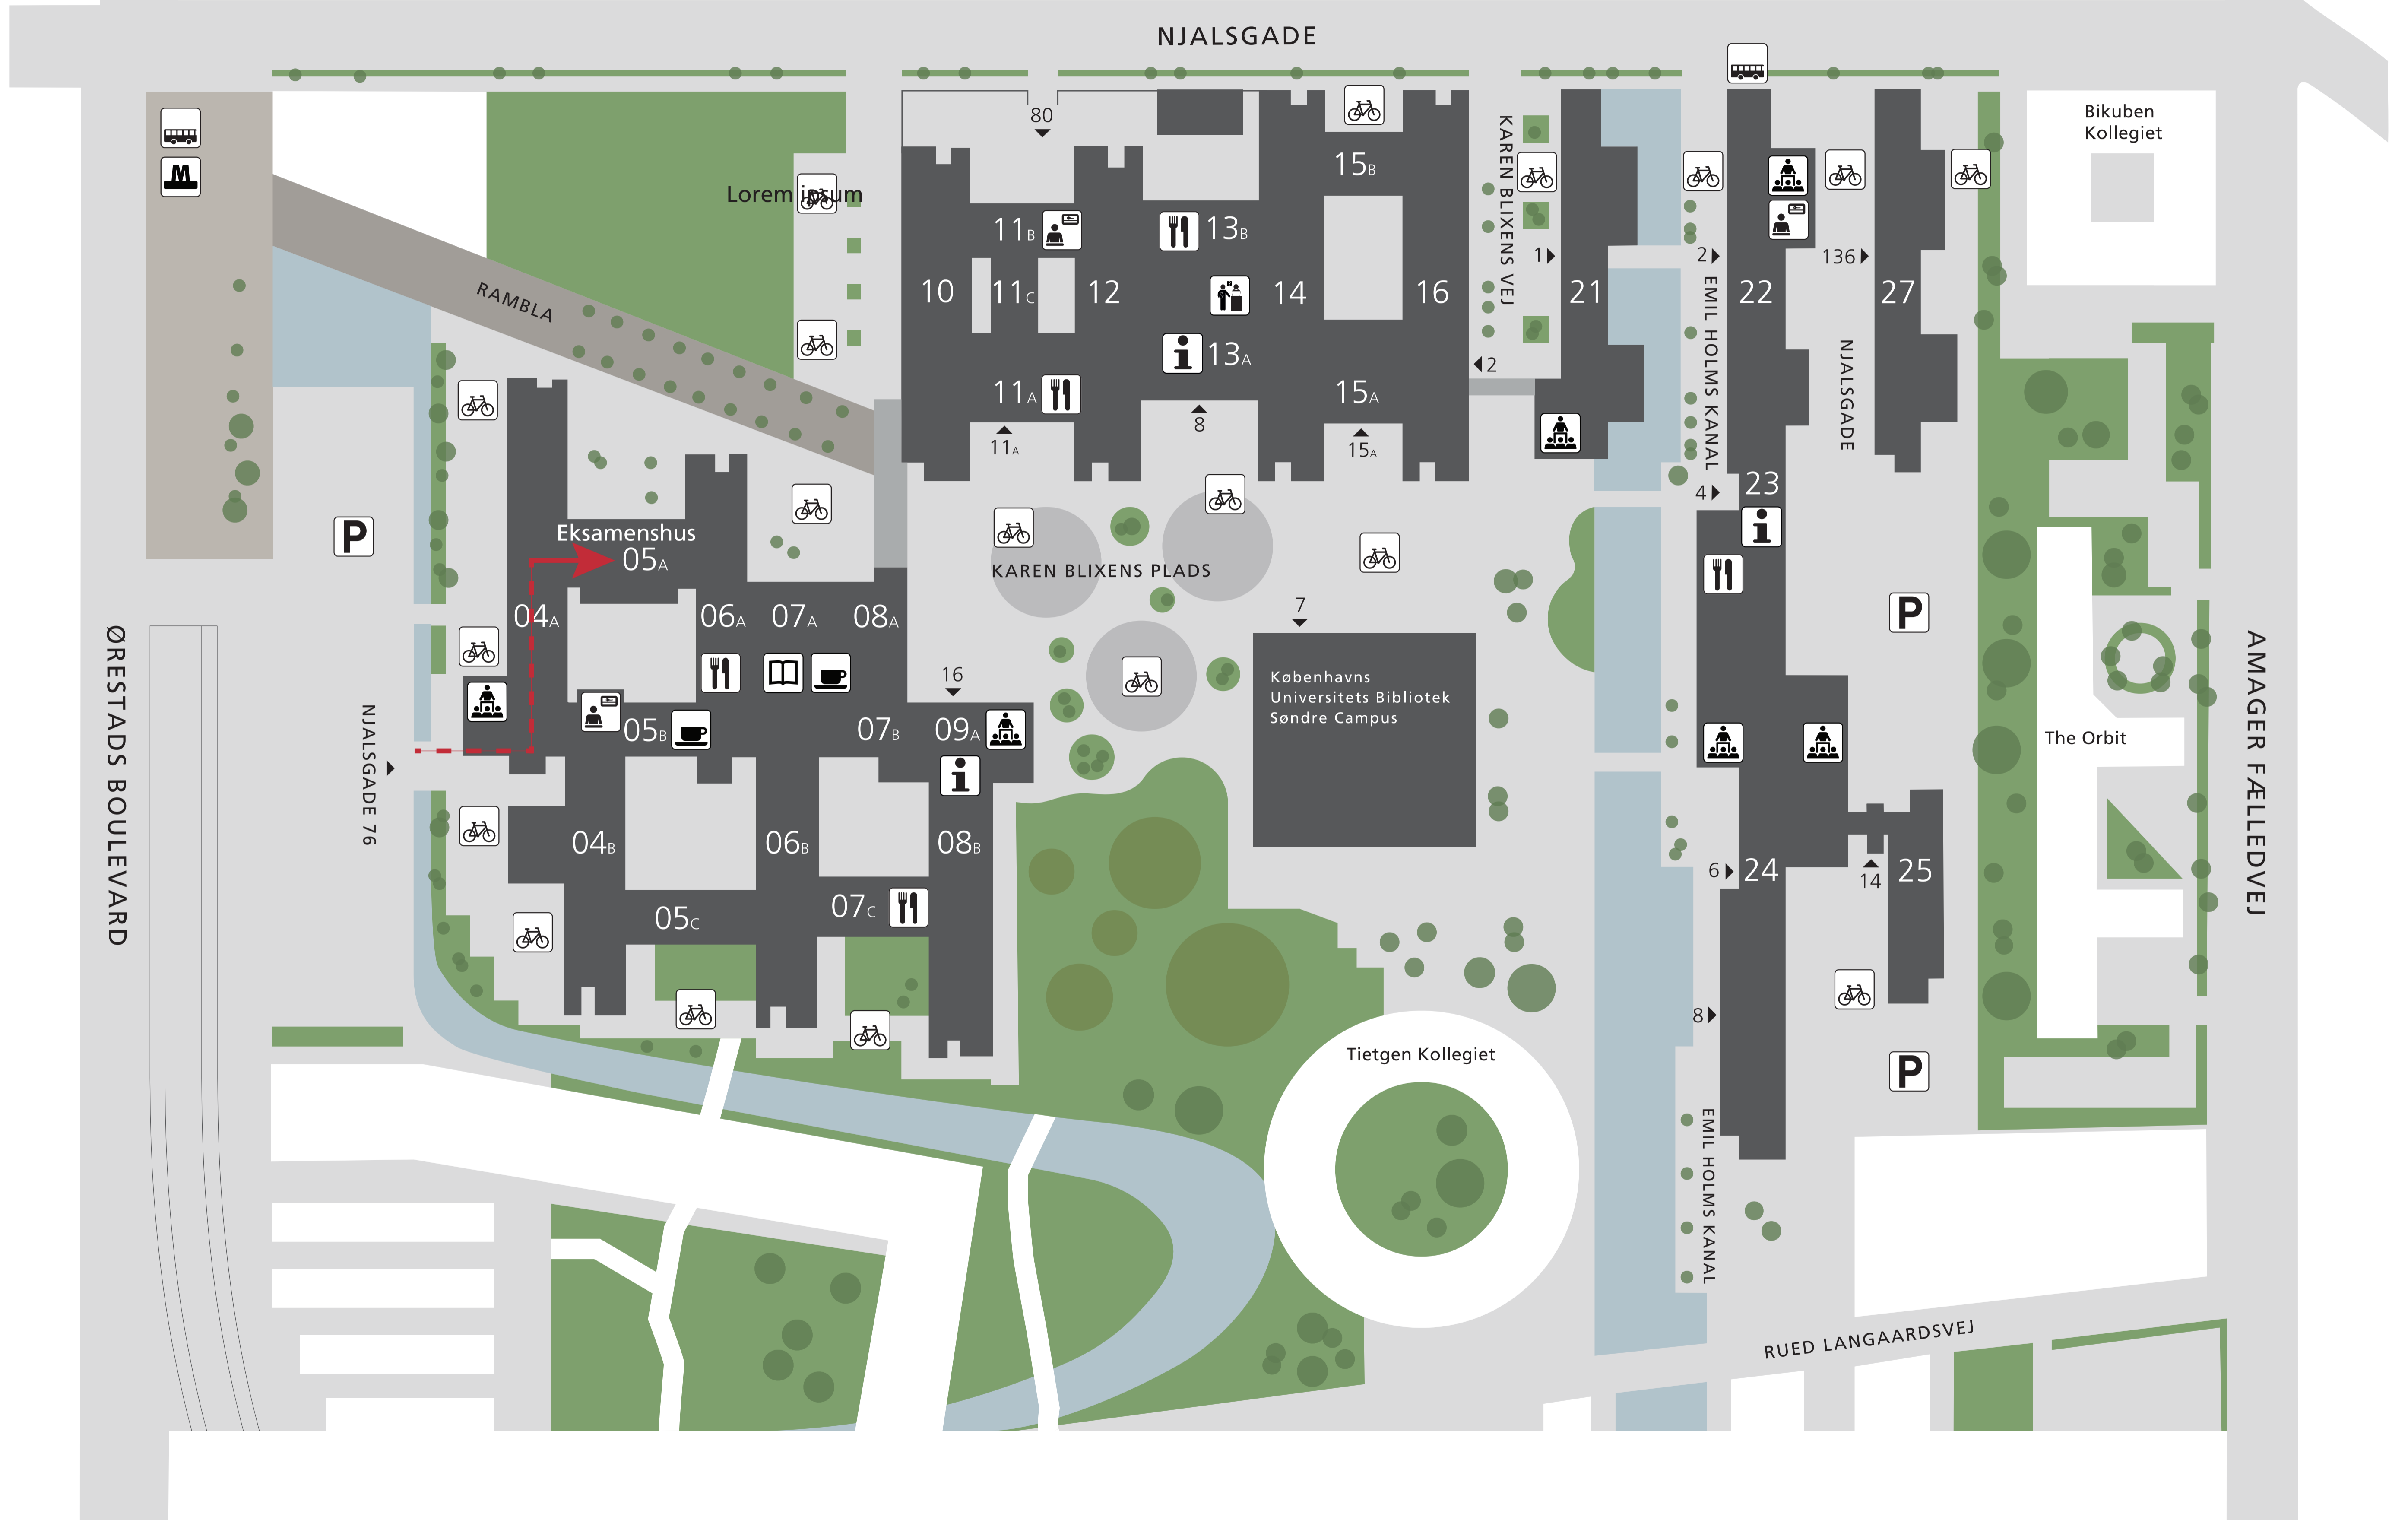 NJALSGADE
Bikuben
Kollegiet
80
Lorem ipsum
KAREN BLIXENS VEJ
15B
11B
13B
1
2
136
10
11C
12
14
16
21
22
27
RAMBLA
13A
2
11A
15A
EMIL HOLMS KANAL
NJALSGADE
8
11A
15A
23
4
P
Eksamenshus
05A
KAREN BLIXENS PLADS
04A
06A
07A
08A
7
P
ØRESTADS BOULEVARD
AMAGER FÆLLEDVEJ
16
Københavns
Universitets Bibliotek
Søndre Campus
NJALSGADE 76
05B
07B
09A
The Orbit
04B
06B
08B
6
24
14
25
05C
07C
8
Tietgen Kollegiet
P
EMIL HOLMS KANAL
RUED LANGAARDSVEJ